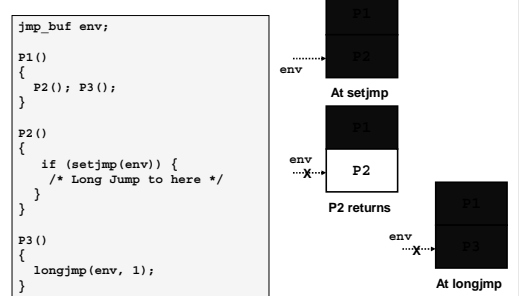 jmp_buf env;
P1()
{
P2(); P3();
}
P2()
{
if (setjmp(env)) {
/* Long Jump to here */
}
}
P3()
{
longjmp(env, 1);
}
P1
P2
env
At setjmp
P1
env
X
P2
P2 returns
P1
env
X
P3
At longjmp